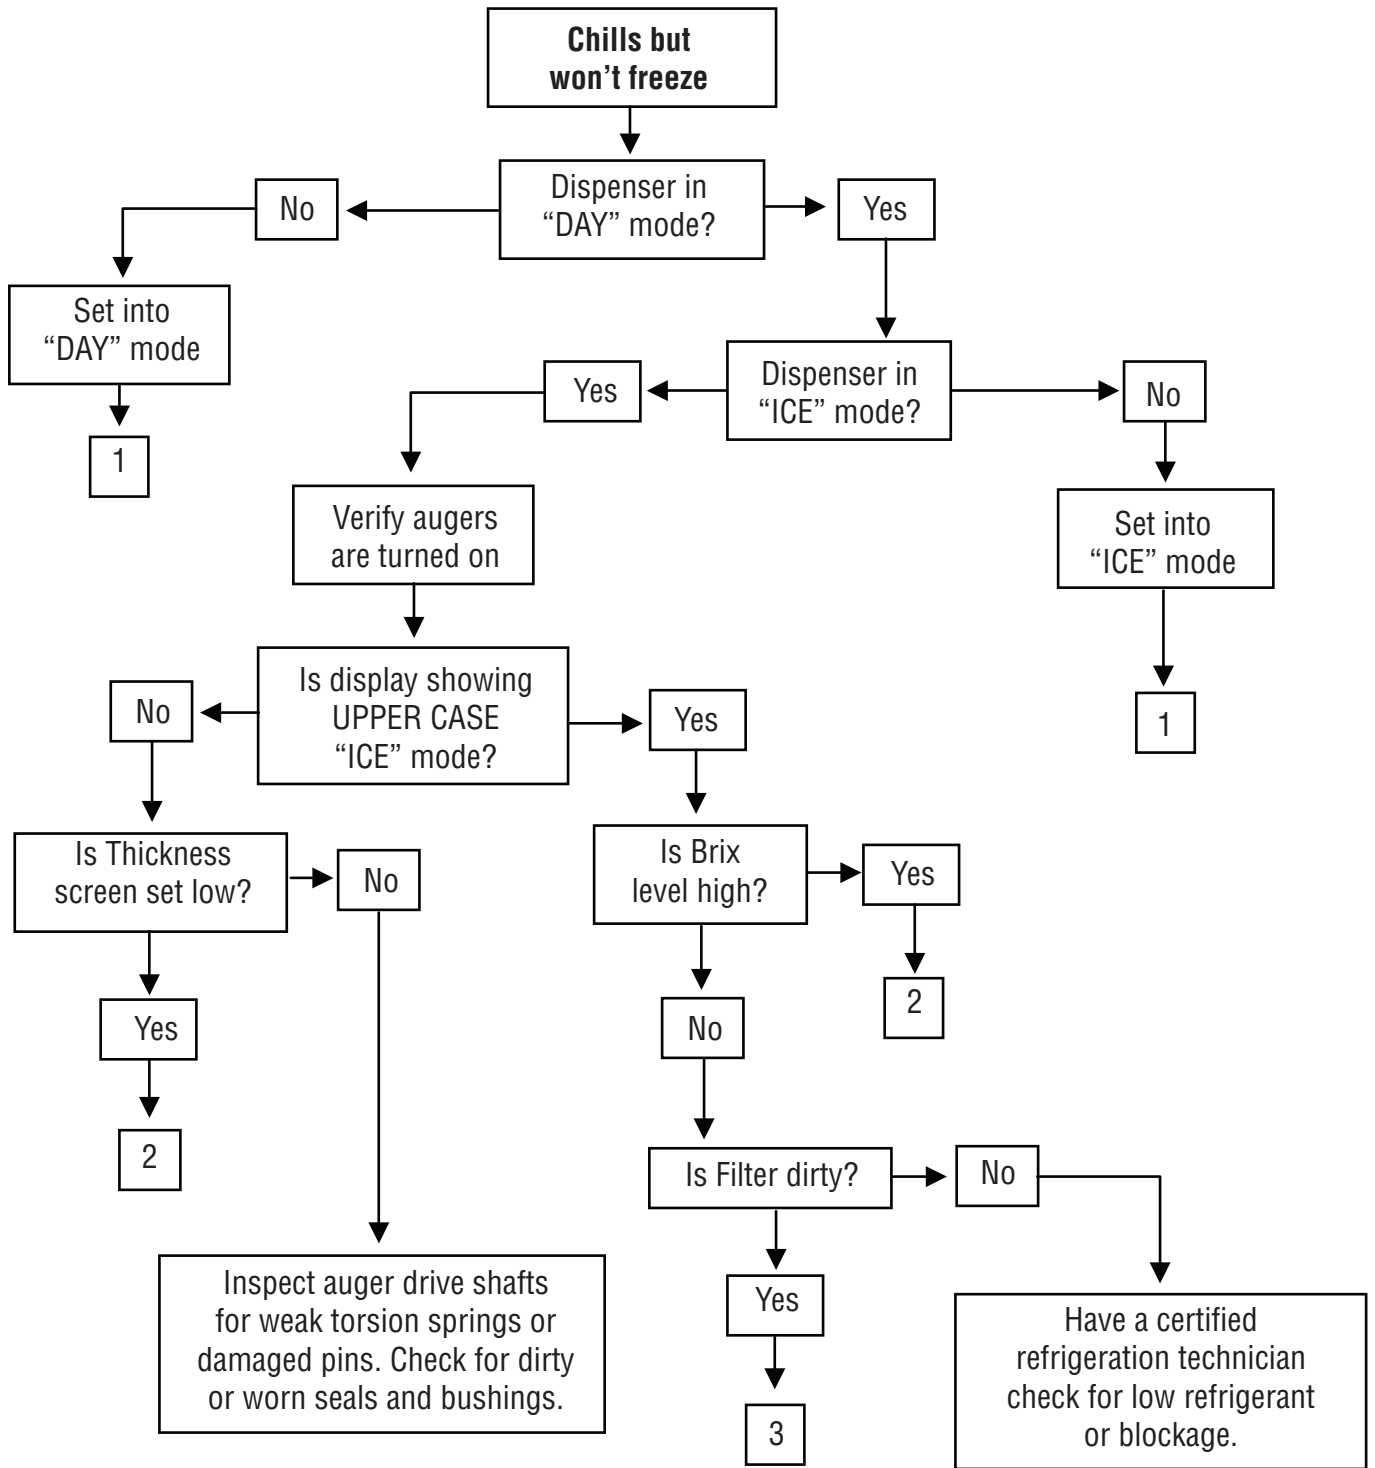 Chills but
won’t freeze
Dispenser in
“DAY” mode?
No
Yes
Set into
“DAY” mode
1
Dispenser in
“ICE” mode?
Yes
No
Verify augers
are turned on
Set into
“ICE” mode
1
Is display showing
UPPER CASE
“ICE” mode?
No
Yes
Is Thickness
screen set low?
No
Yes
2
Is Brix
level high?
Yes
2
No
Is Filter dirty?
No
Yes
3
Inspect auger drive shafts
for weak torsion springs or
damaged pins. Check for dirty
or worn seals and bushings.
Have a certified
refrigeration technician
check for low refrigerant
or blockage.